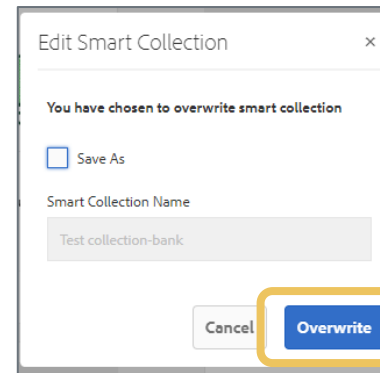 Edit Smart Collection ×
You have chosen to overwrite smart collection
Save As
Smart Collection Name
Test collection-bank
Cancel Overwrite